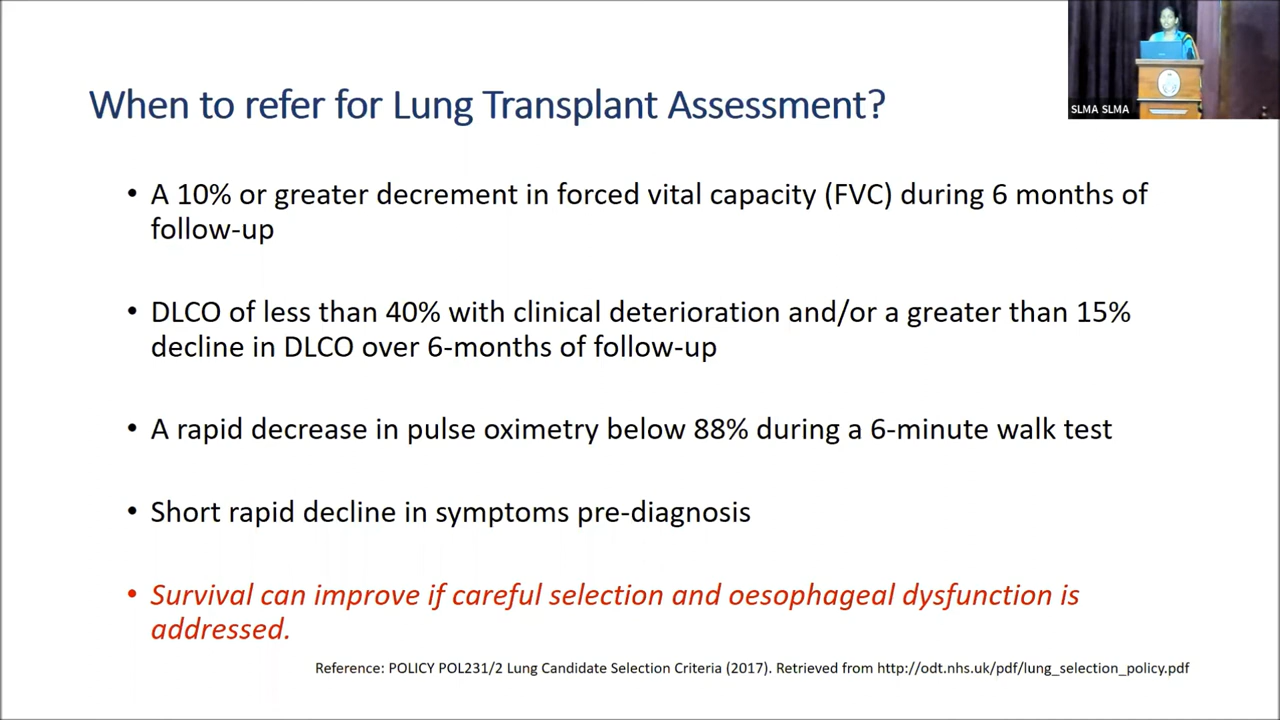 When to refer for Lung Transplant Assessment?
SLMA SLMA
• A 10% or greater decrement in forced vital capacity (FVC) during 6 months of
follow-up
• DLCO of less than 40% with clinical deterioration and/or a greater than 15%
decline in DLCO over 6-months of follow-up
• A rapid decrease in pulse oximetry below 88% during a 6-minute walk test
• Short rapid decline in symptoms pre-diagnosis
• Survival can improve if careful selection and oesophageal dysfunction is
addressed.
Reference: POLICY POL231/2 Lung Candidate Selection Criteria (2017). Retrieved from http://odt.nhs.uk/pdf/lung_selection_policy.pdf